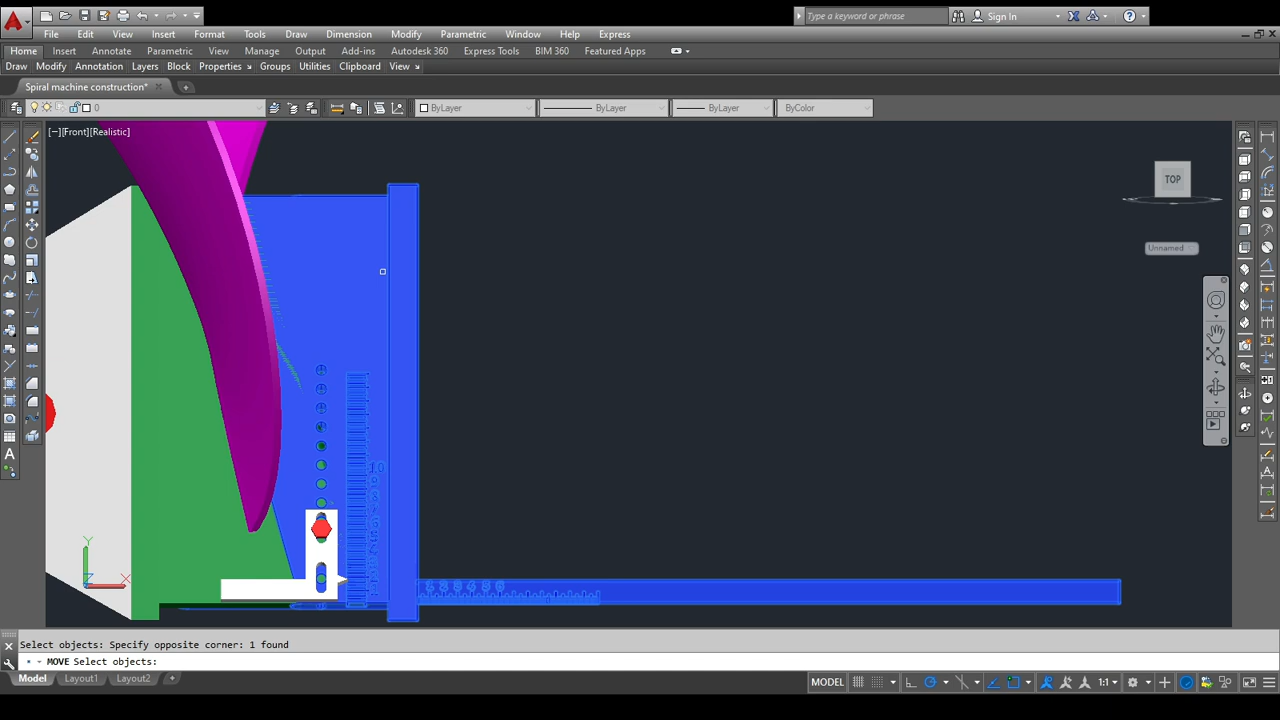 Type a keyword or phrase
Sign In
File Edit View Insert Format Tools Draw Dimension Modify Parametric Window Help Express
Home Insert Annotate Parametric View Manage Output Add-ins Autodesk 360 Express Tools BIM 360 Featured Apps
Draw Modify Annotation Layers Block Properties Groups Utilities Clipboard View
Spiral machine construction*
0 ByLayer ByLayer ByLayer ByColor
[−][Front][Realistic]
TOP
Unnamed
10
Y
X
Z
Select objects: Specify opposite corner: 1 found
MOVE Select objects:
Model Layout1 Layout2 +
MODEL 1:1